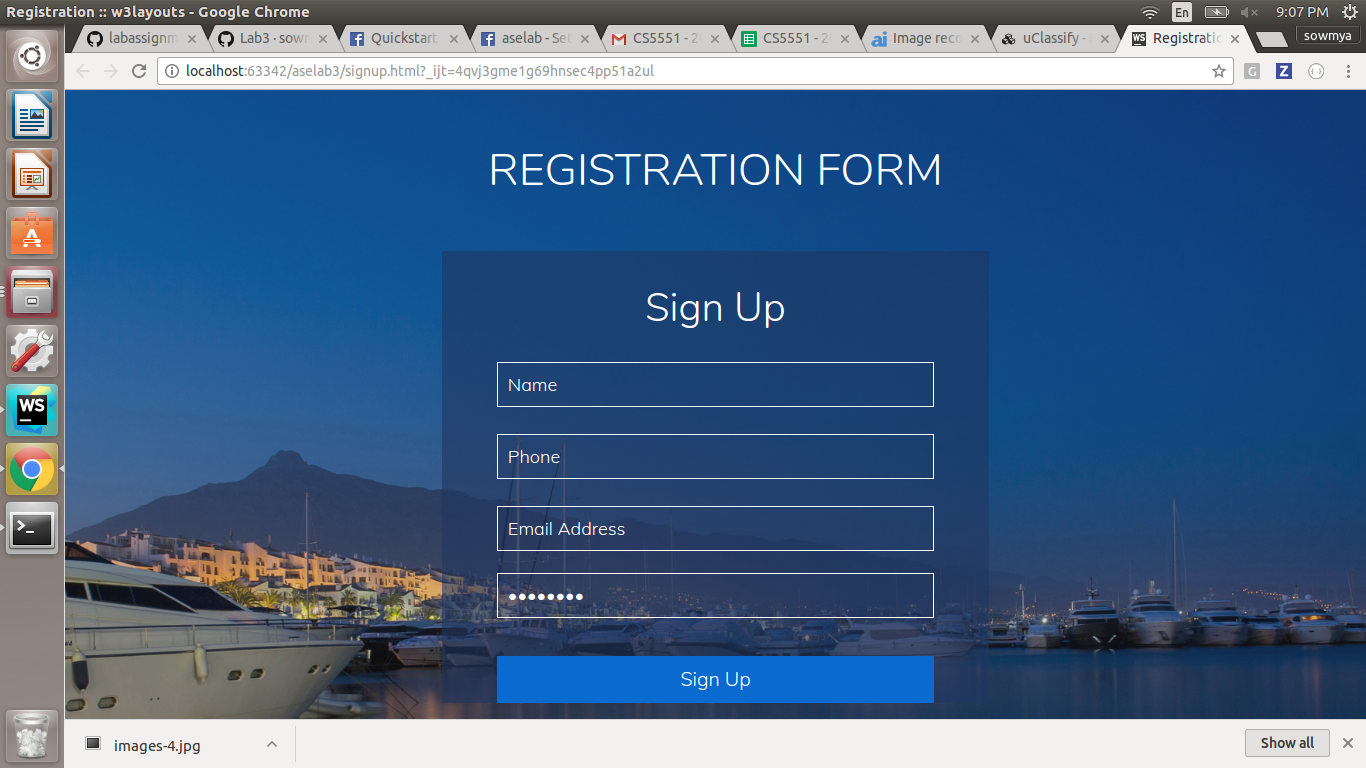 Registration :: w3layouts - Google Chrome
En
9:07 PM
labassignm
Lab3 · sown
Quickstart
aselab - Set
CS5551 - 2
CS5551 - 2
Image reco
uClassify -
WS
Registratio
sowmya
localhost:63342/aselab3/signup.html?_ijt=4qvj3gme1g69hnsec4pp51a2ul
G
Z
REGISTRATION FORM
Sign Up
Name
Phone
Email Address
••••••••
Sign Up
WS
>_
images-4.jpg
Show all